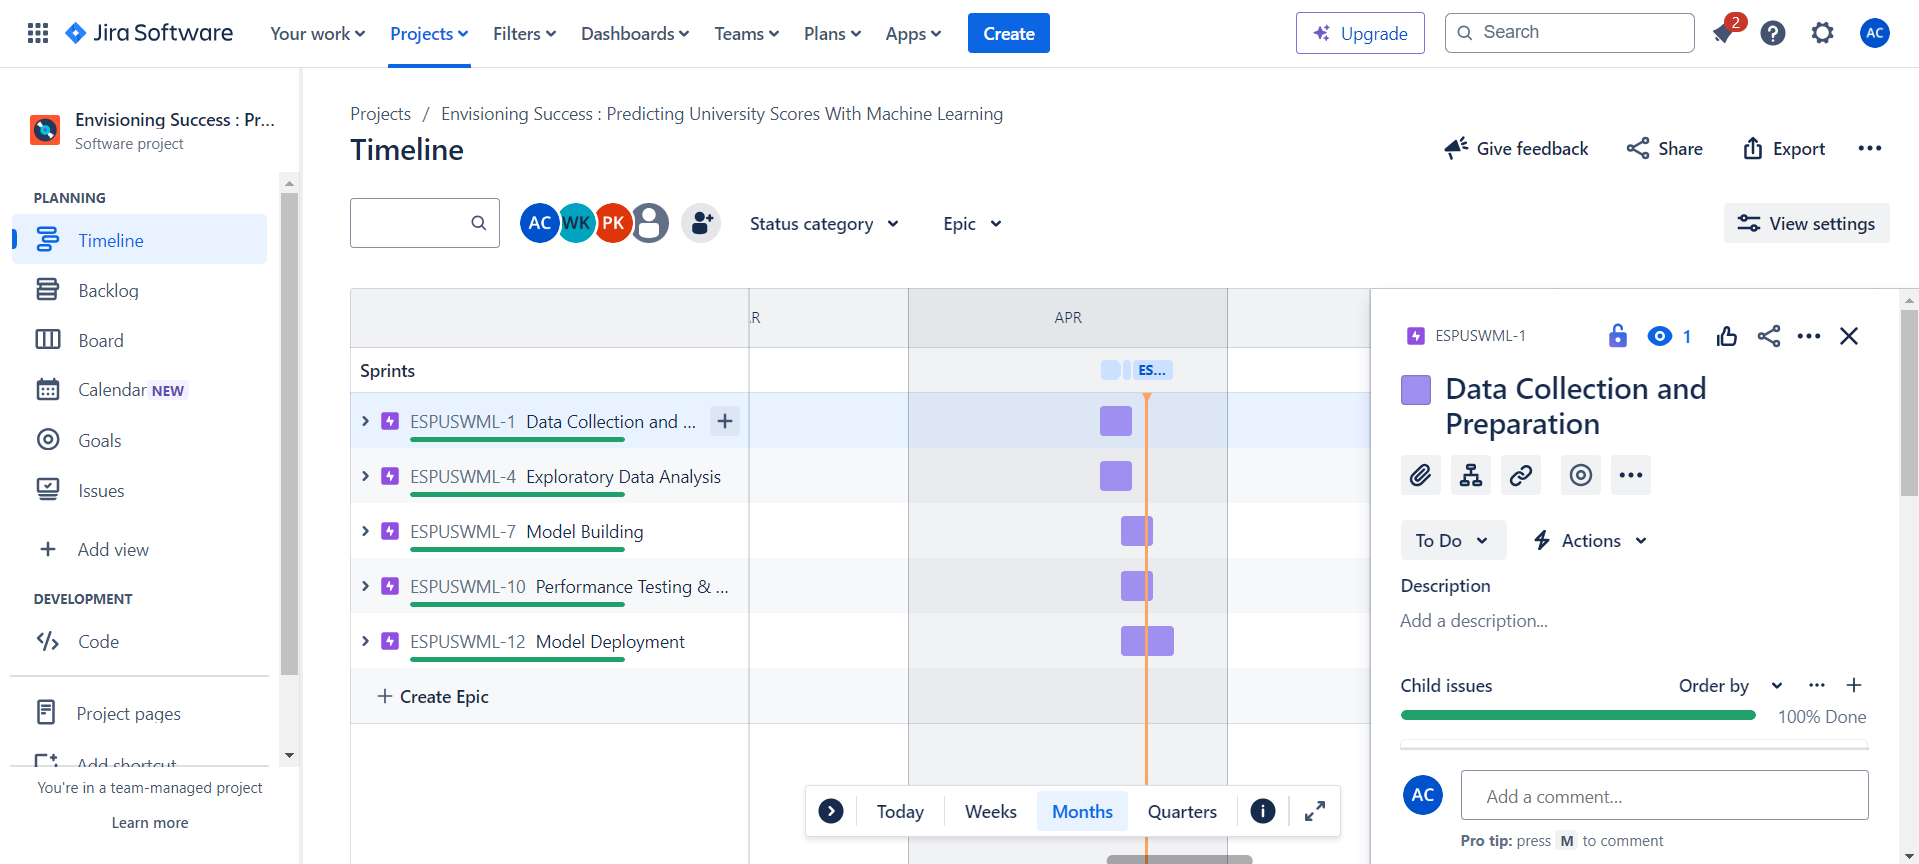 Jira Software
Your work
Projects
Filters
Dashboards
Teams
Plans
Apps
Create
Upgrade
Search
2
AC
Envisioning Success : Pr...
Software project
PLANNING
Timeline
Backlog
Board
Calendar NEW
Goals
Issues
Add view
DEVELOPMENT
Code
Project pages
Add shortcut
You're in a team-managed project
Learn more
Projects / Envisioning Success : Predicting University Scores With Machine Learning
Timeline
Give feedback
Share
Export
AC WK PK
Status category
Epic
View settings
APR
Sprints
ES...
ESPUSWML-1 Data Collection and ...
ESPUSWML-4 Exploratory Data Analysis
ESPUSWML-7 Model Building
ESPUSWML-10 Performance Testing & ...
ESPUSWML-12 Model Deployment
Create Epic
Today
Weeks
Months
Quarters
ESPUSWML-1
1
Data Collection and
Preparation
To Do
Actions
Description
Add a description...
Child issues
Order by
100% Done
AC
Add a comment...
Pro tip: press M to comment